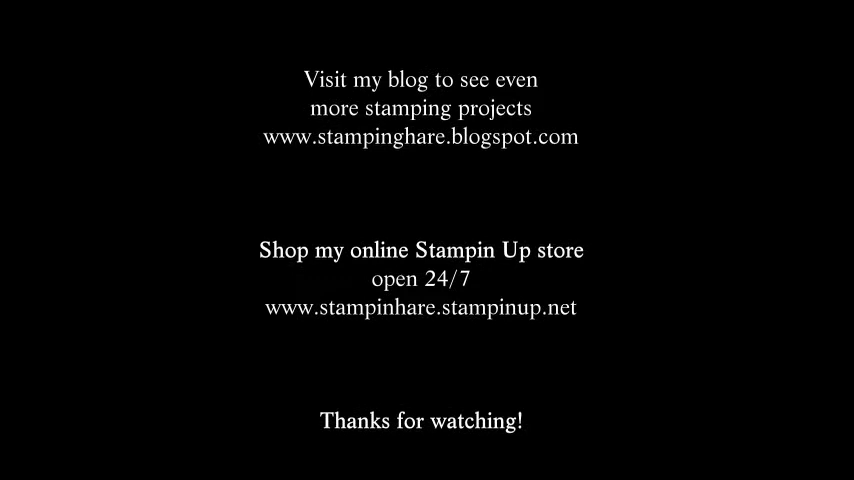 Visit my blog to see even
more stamping projects
www.stampinghare.blogspot.com
Shop my online Stampin Up store
open 24/7
www.stampinhare.stampinup.net
Thanks for watching!